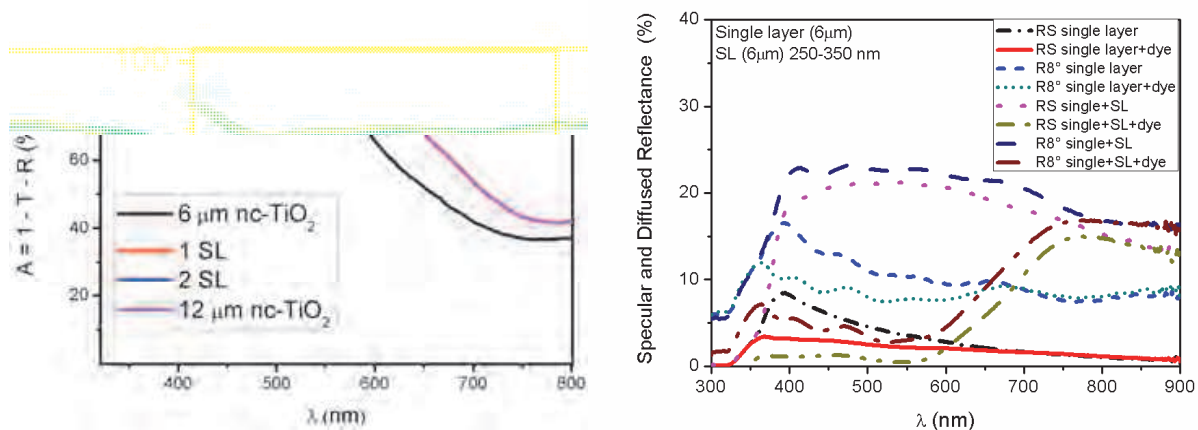 A = 1 - T - R (%
60
40
20
6 μm nc-TiO₂
1 SL
2 SL
12 μm nc-TiO₂
400 500 600 700 800
λ (nm)
Specular and Diffused Reflectance (%)
40
30
20
10
0
Single layer (6μm)
SL (6μm) 250-350 nm
RS single layer
RS single layer+dye
R8° single layer
R8° single layer+dye
RS single+SL
RS single+SL+dye
R8° single+SL
R8° single+SL+dye
300 400 500 600 700 800 900
λ (nm)